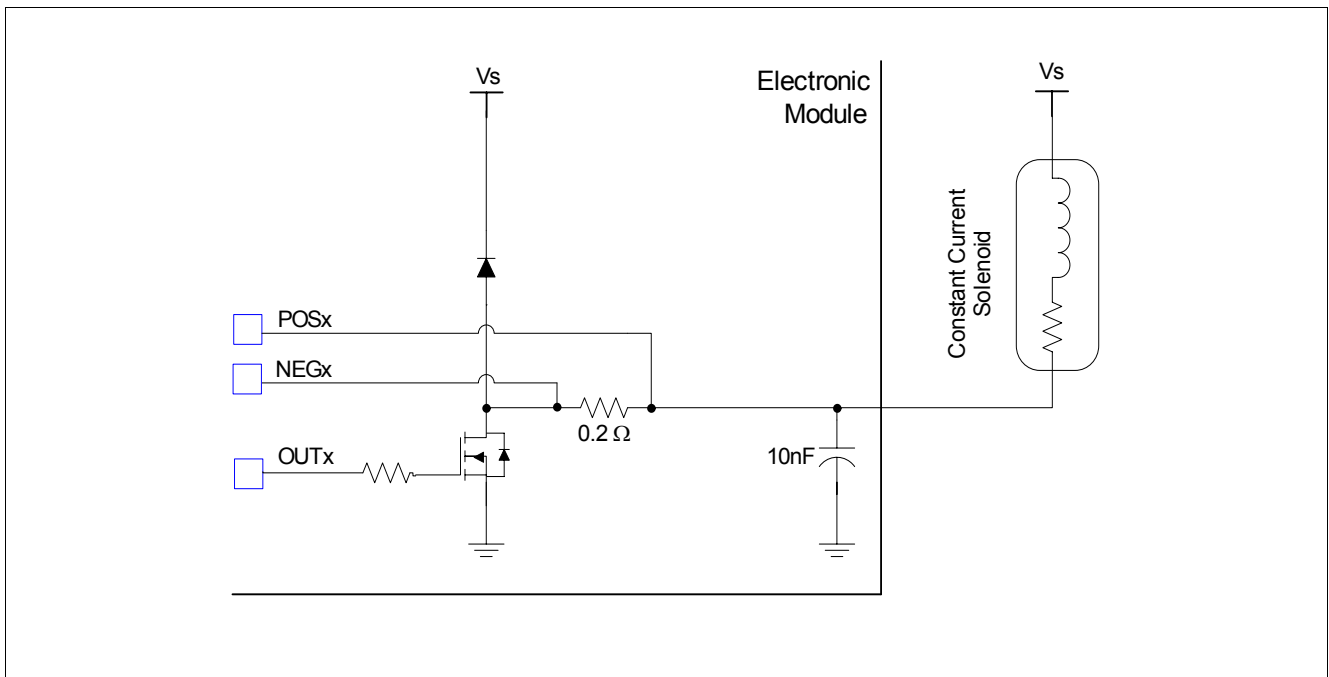 Vs
Electronic
Module
Vs
Constant Current
Solenoid
POSx
NEGx
0.2 Ω
OUTx
10nF